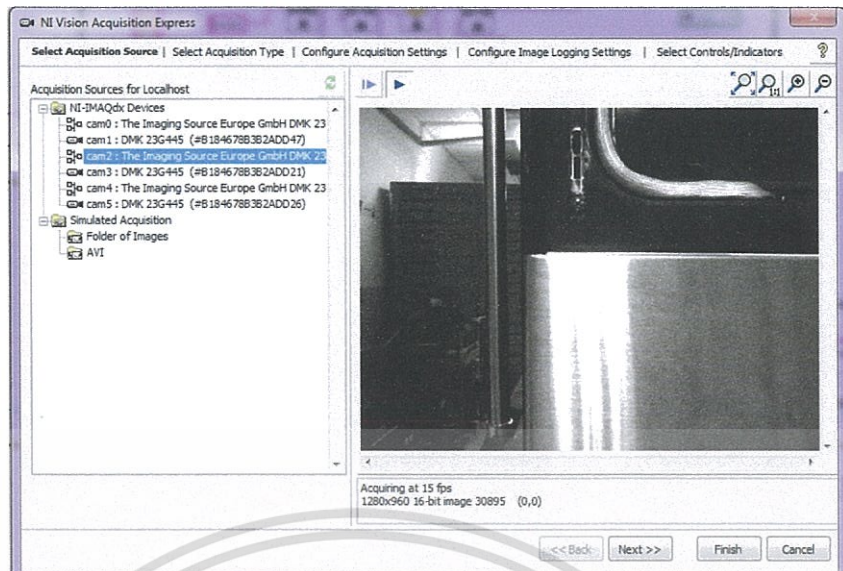 NI Vision Acquisition Express
Select Acquisition Source | Select Acquisition Type | Configure Acquisition Settings | Configure Image Logging Settings | Select Controls/Indicators ?
Acquisition Sources for Localhost
NI-IMAQdx Devices
cam0 : The Imaging Source Europe GmbH DMK 23
cam1 : DMK 23G445 (#B184678B3B2ADD47)
cam2 : The Imaging Source Europe GmbH DMK 23
cam3 : DMK 23G445 (#B184678B3B2ADD21)
cam4 : The Imaging Source Europe GmbH DMK 23
cam5 : DMK 23G445 (#B184678B3B2ADD26)
Simulated Acquisition
Folder of Images
AVI
1:1
Acquiring at 15 fps
1280x960 16-bit image 30895 (0,0)
<< Back Next >> Finish Cancel